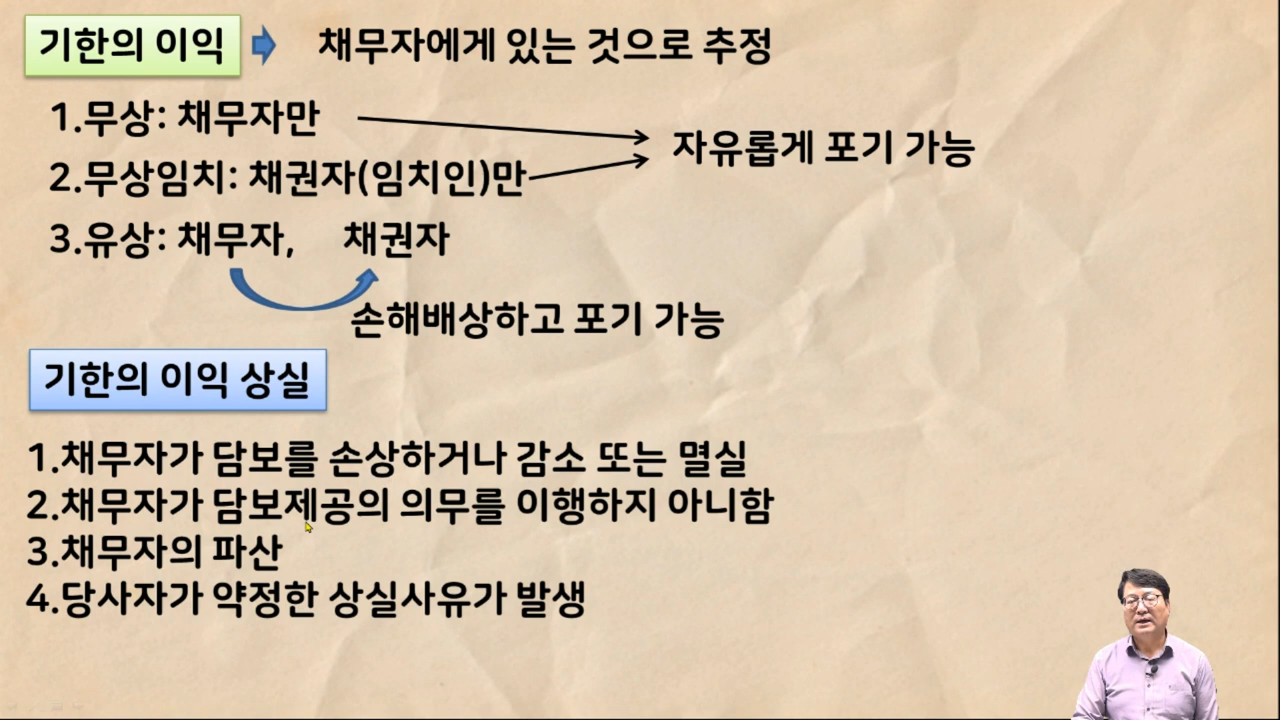 기한의 이익 채무자에게 있는 것으로 추정
1.무상: 채무자만
자유롭게 포기 가능
2.무상임치: 채권자(임치인)만
3.유상: 채무자, 채권자
손해배상하고 포기 가능
기한의 이익 상실
1.채무자가 담보를 손상하거나 감소 또는 멸실
2.채무자가 담보제공의 의무를 이행하지 아니함
3.채무자의 파산
4.당사자가 약정한 상실사유가 발생